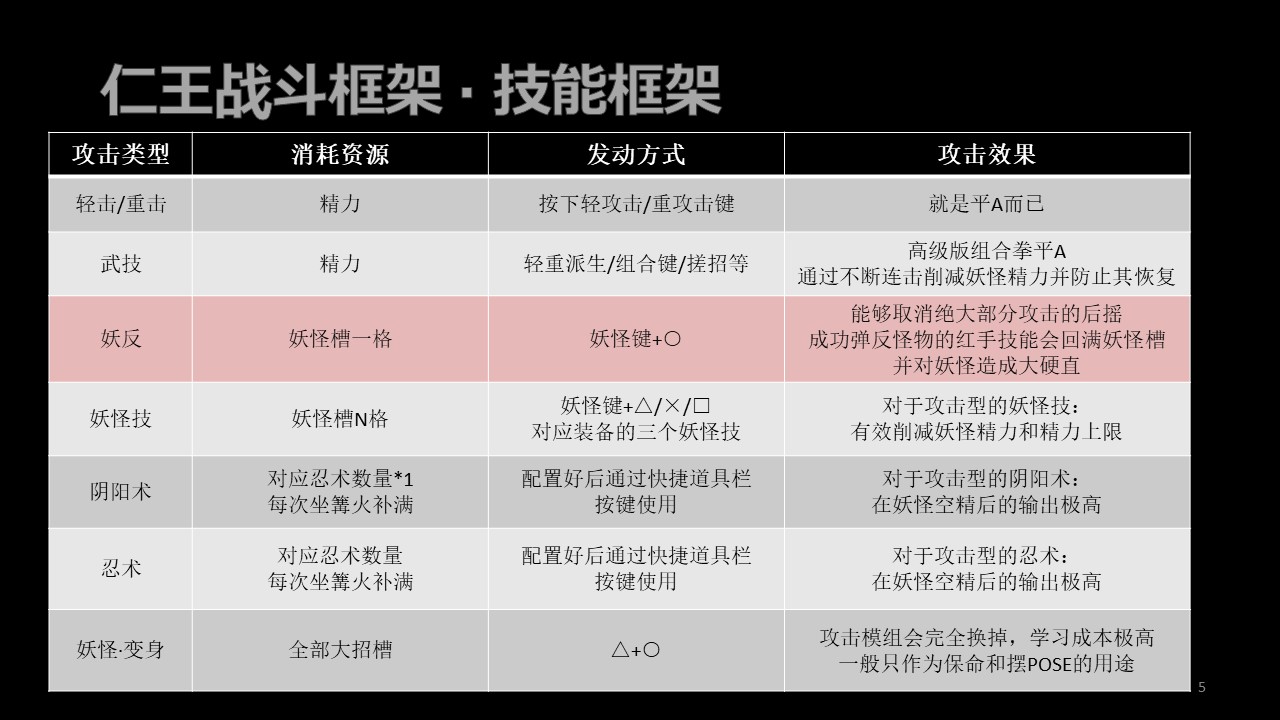 仁王战斗框架·技能框架
攻击类型
消耗资源
发动方式
攻击效果
轻击/重击
精力
按下轻攻击/重攻击键
就是平A而已
武技
精力
轻重派生/组合键/搓招等
高级版组合拳平A
通过不断连击削减妖怪精力并防止其恢复
妖反
妖怪槽一格
妖怪键+○
能够取消绝大部分攻击的后摇
成功弹反怪物的红手技能会回满妖怪槽
并对妖怪造成大硬直
妖怪技
妖怪槽N格
妖怪键+△/×/□
对应装备的三个妖怪技
对于攻击型的妖怪技：
有效削减妖怪精力和精力上限
阴阳术
对应忍术数量*1
每次坐篝火补满
配置好后通过快捷道具栏
按键使用
对于攻击型的阴阳术：
在妖怪空精后的输出极高
忍术
对应忍术数量
每次坐篝火补满
配置好后通过快捷道具栏
按键使用
对于攻击型的忍术：
在妖怪空精后的输出极高
妖怪·变身
全部大招槽
△+○
攻击模组会完全换掉，学习成本极高
一般只作为保命和摆POSE的用途
5